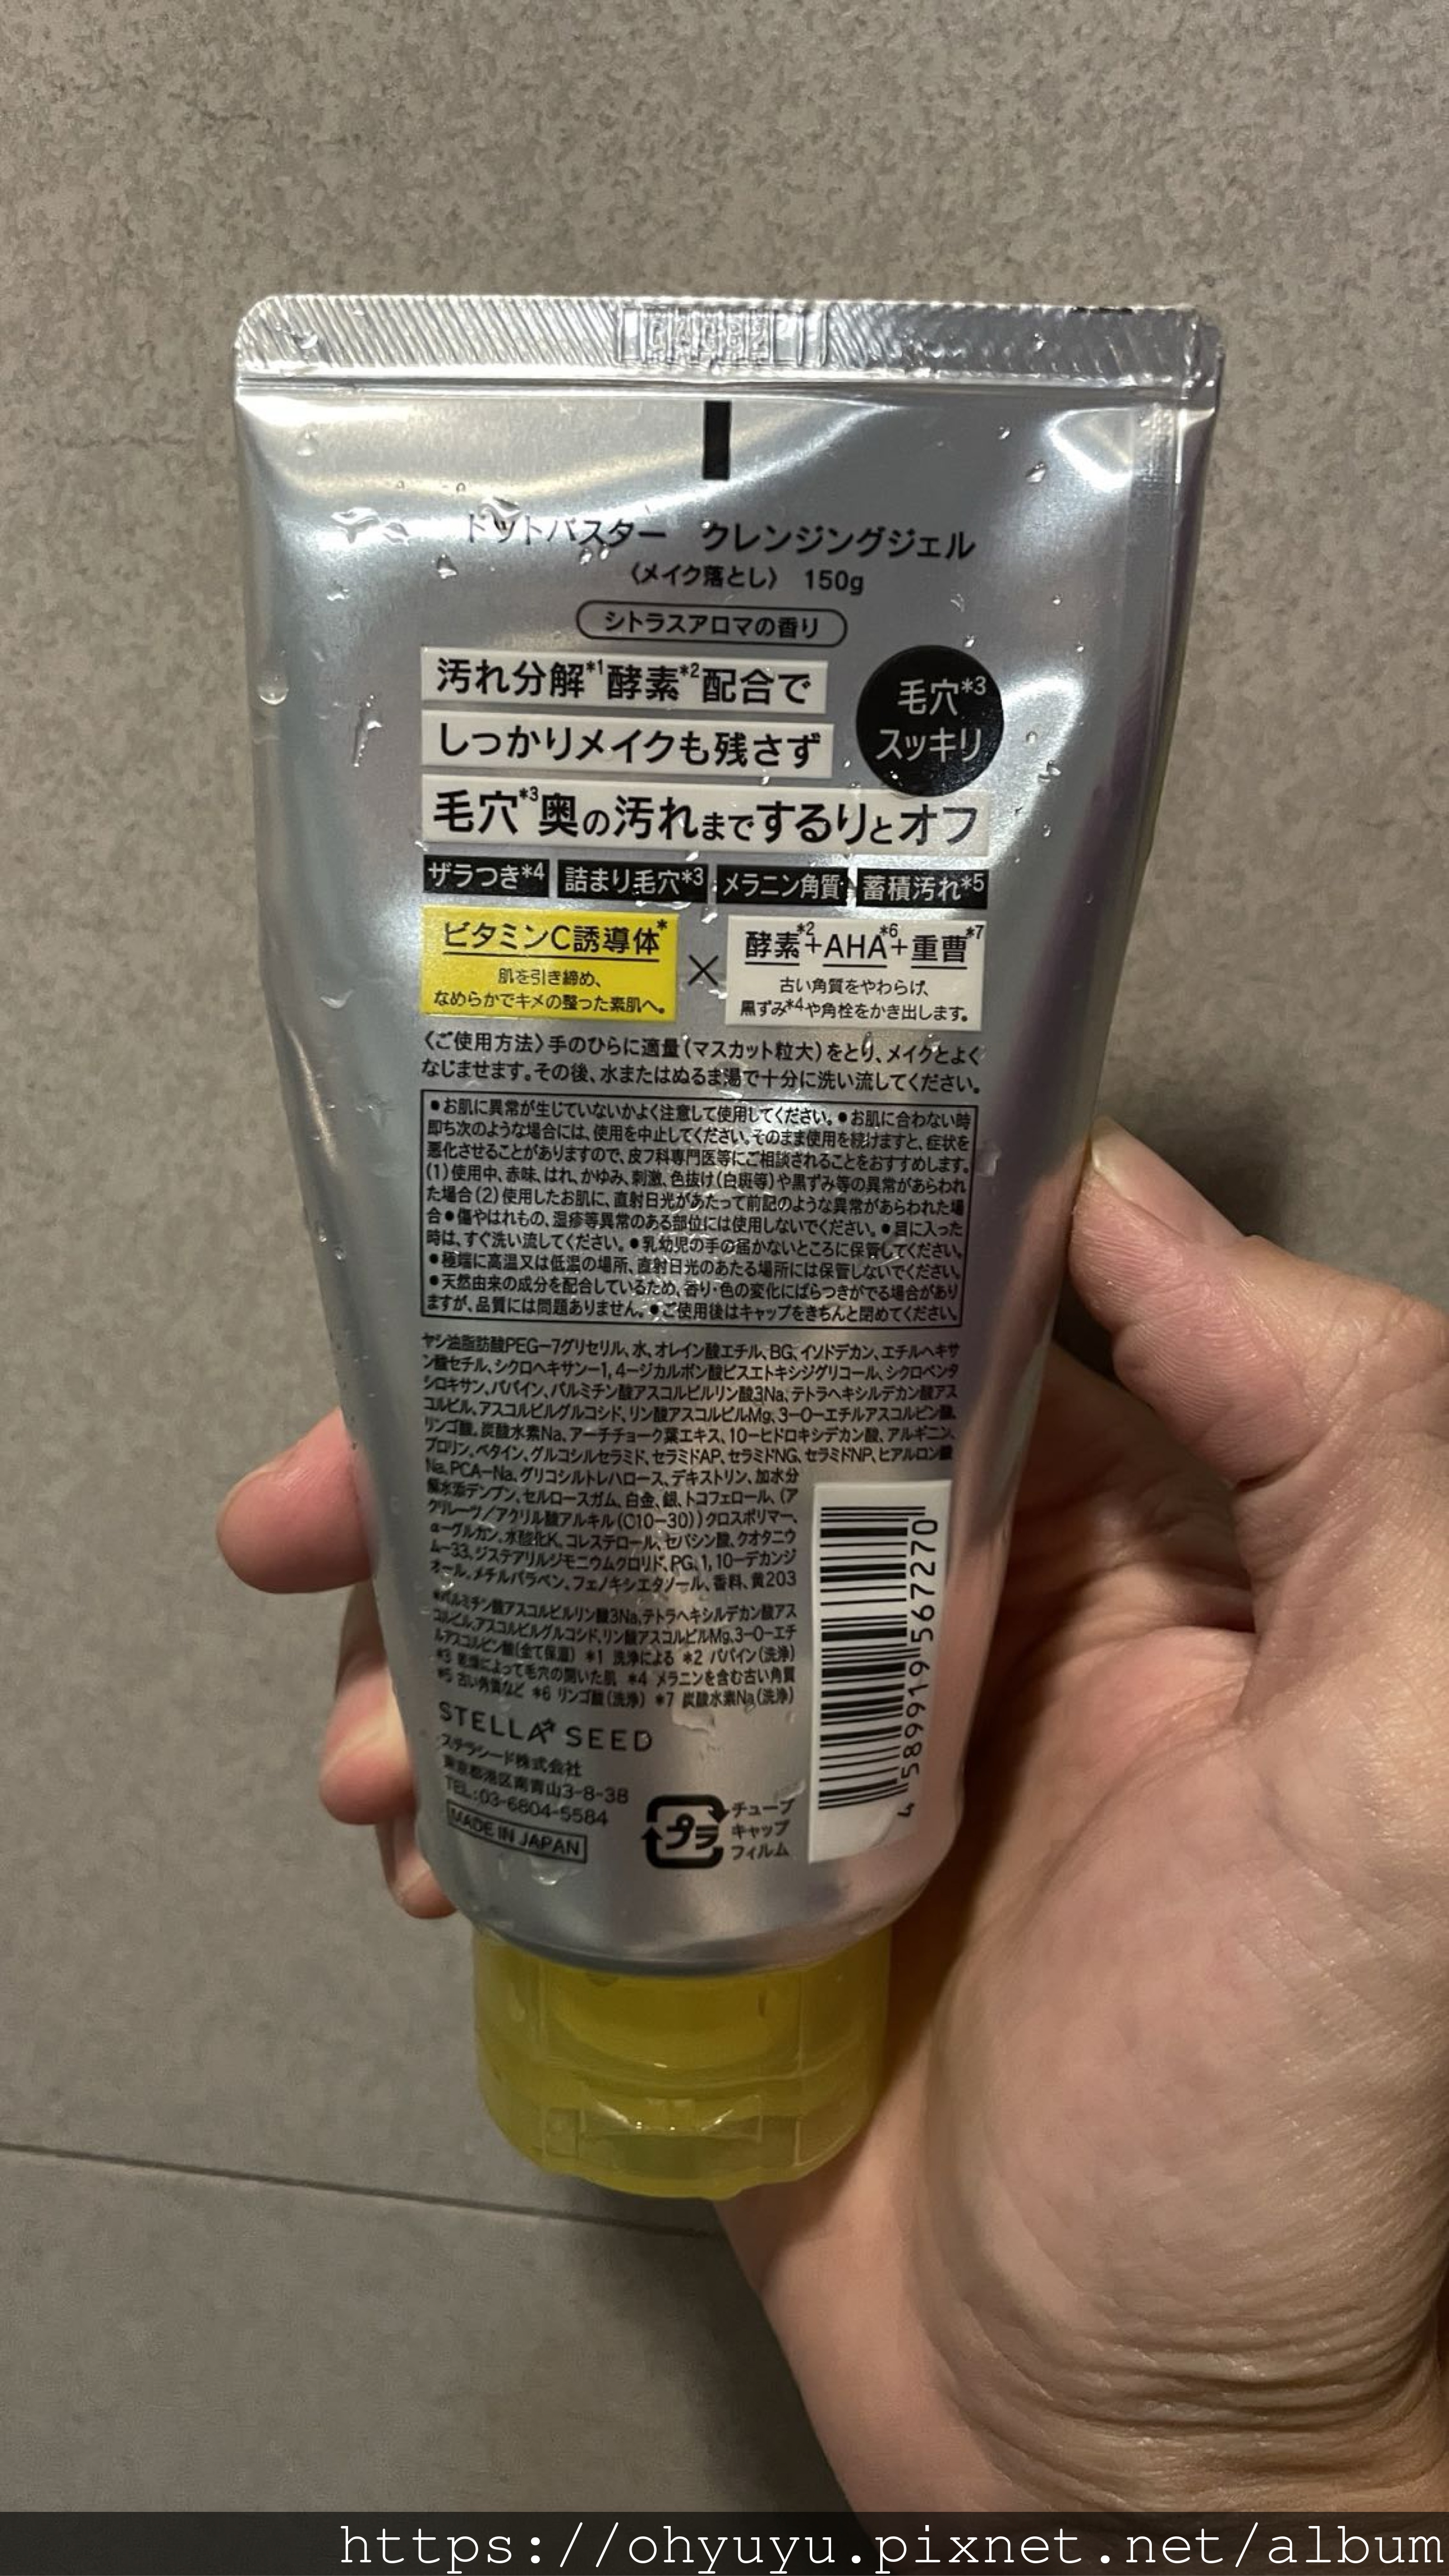 ドットバスター クレンジングジェル
〈メイク落とし〉 150g
シトラスアロマの香り
汚れ分解*1酵素*2配合で
しっかりメイクも残さず
毛穴*3奥の汚れまでするりとオフ
毛穴*3
スッキリ
ザラつき*4 詰まり毛穴*3 メラニン角質 蓄積汚れ*5
ビタミンC誘導体*
肌を引き締め、
なめらかでキメの整った素肌へ。
×
酵素*2+AHA*6+重曹*7
古い角質をやわらげ、
黒ずみ*4や角栓をかき出します。
〈ご使用方法〉手のひらに適量(マスカット粒大)をとり、メイクとよく
なじませます。その後、水またはぬるま湯で十分に洗い流してください。
●お肌に異常が生じていないかよく注意して使用してください。●お肌に合わない時
即ち次のような場合には、使用を中止してください。そのまま使用を続けますと、症状を
悪化させることがありますので、皮フ科専門医等にご相談されることをおすすめします。
(1)使用中、赤味、はれ、かゆみ、刺激、色抜け(白斑等)や黒ずみ等の異常があらわれ
た場合(2)使用したお肌に、直射日光があたって前記のような異常があらわれた場
合●傷やはれもの、湿疹等異常のある部位には使用しないでください。●目に入った
時は、すぐ洗い流してください。●乳幼児の手の届かないところに保管してください。
●極端に高温又は低温の場所、直射日光のあたる場所には保管しないでください。
●天然由来の成分を配合しているため、香り・色の変化にばらつきがでる場合があり
ますが、品質には問題ありません。●ご使用後はキャップをきちんと閉めてください。
ヤシ油脂肪酸PEG-7グリセリル、水、オレイン酸エチル、BG、イソドデカン、エチルヘキサ
ン酸セチル、シクロヘキサン-1,4-ジカルボン酸ビスエトキシジグリコール、シクロペンタ
シロキサン、パパイン、パルミチン酸アスコルビルリン酸3Na、テトラヘキシルデカン酸アス
コルビル、アスコルビルグルコシド、リン酸アスコルビルMg、3-O-エチルアスコルビン酸、
リンゴ酸、炭酸水素Na、アーチチョーク葉エキス、10-ヒドロキシデカン酸、アルギニン、
プロリン、ベタイン、グルコシルセラミド、セラミドAP、セラミドNG、セラミドNP、ヒアルロン酸
Na、PCA-Na、グリコシルトレハロース、デキストリン、加水分
解水添デンプン、セルロースガム、白金、銀、トコフェロール、(ア
クリレーツ/アクリル酸アルキル(C10-30))クロスポリマー、
α-グルカン、水酸化K、コレステロール、セバシン酸、クオタニウ
ム-33、ジステアリルジモニウムクロリド、PG、1,10-デカンジ
オール、メチルパラベン、フェノキシエタノール、香料、黄203
*パルミチン酸アスコルビルリン酸3Na、テトラヘキシルデカン酸アス
コルビル、アスコルビルグルコシド、リン酸アスコルビルMg、3-O-エチ
ルアスコルビン酸(全て保湿) *1 洗浄による *2 パパイン(洗浄)
*3 乾燥によって毛穴の開いた肌 *4 メラニンを含む古い角質
*5 古い角質など *6 リンゴ酸(洗浄) *7 炭酸水素Na(洗浄)
STELLA SEED
ステラシード株式会社
東京都港区南青山3-8-38
TEL:03-6804-5584
MADE IN JAPAN
プラ
チューブ
キャップ
フィルム
4 589919 567270
https://ohyuyu.pixnet.net/album